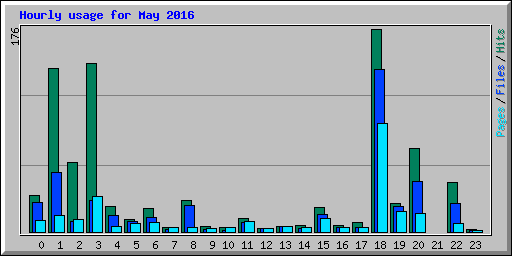 Hourly usage for May 2016
176
Pages / Files / Hits
0 1 2 3 4 5 6 7 8 9 10 11 12 13 14 15 16 17 18 19 20 21 22 23